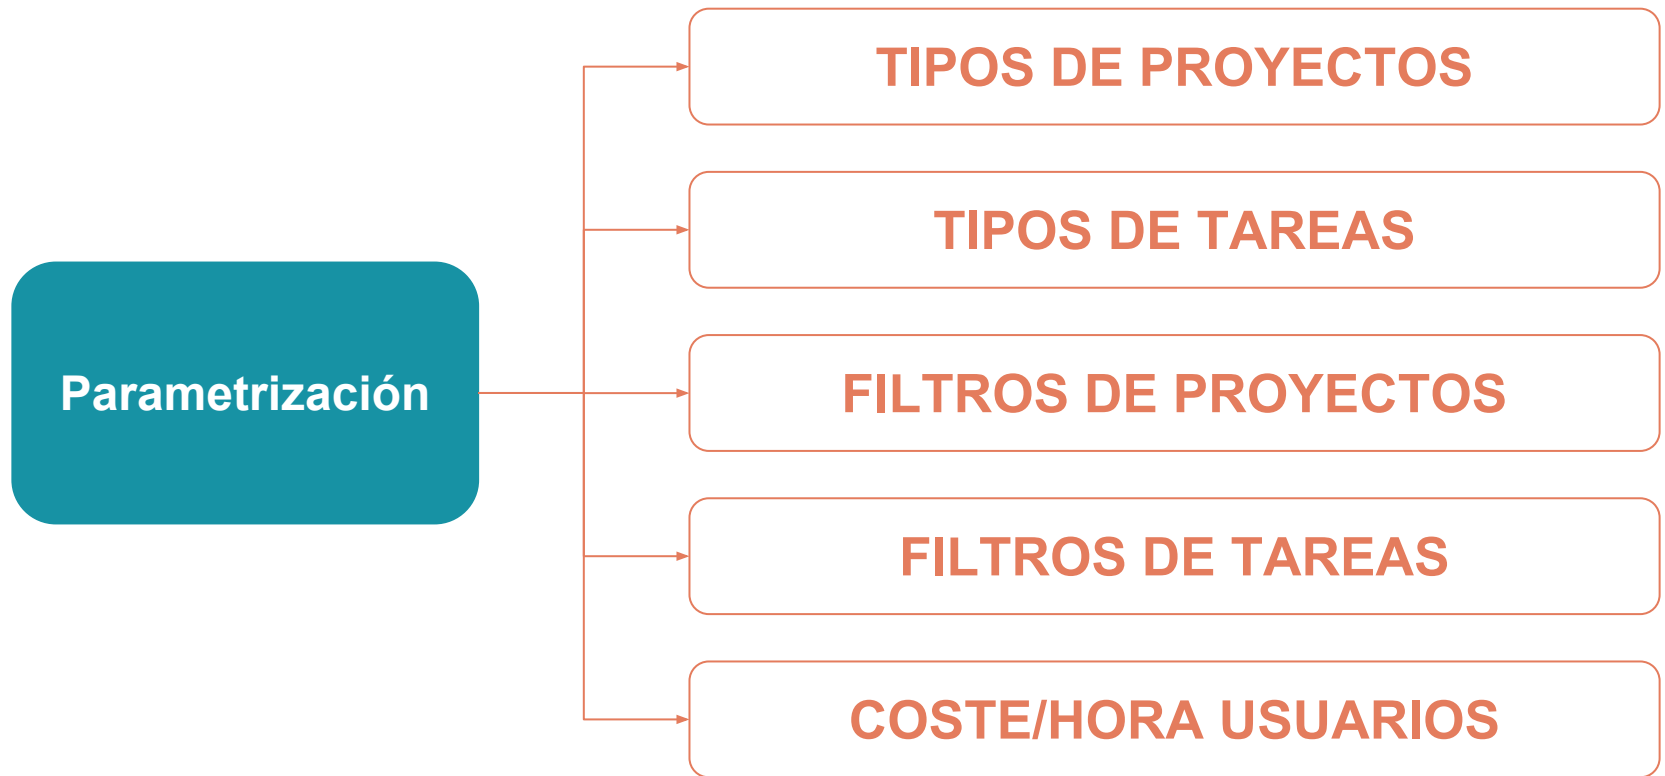 TIPOS DE PROYECTOS
TIPOS DE TAREAS
Parametrización
FILTROS DE PROYECTOS
FILTROS DE TAREAS
COSTE/HORA USUARIOS